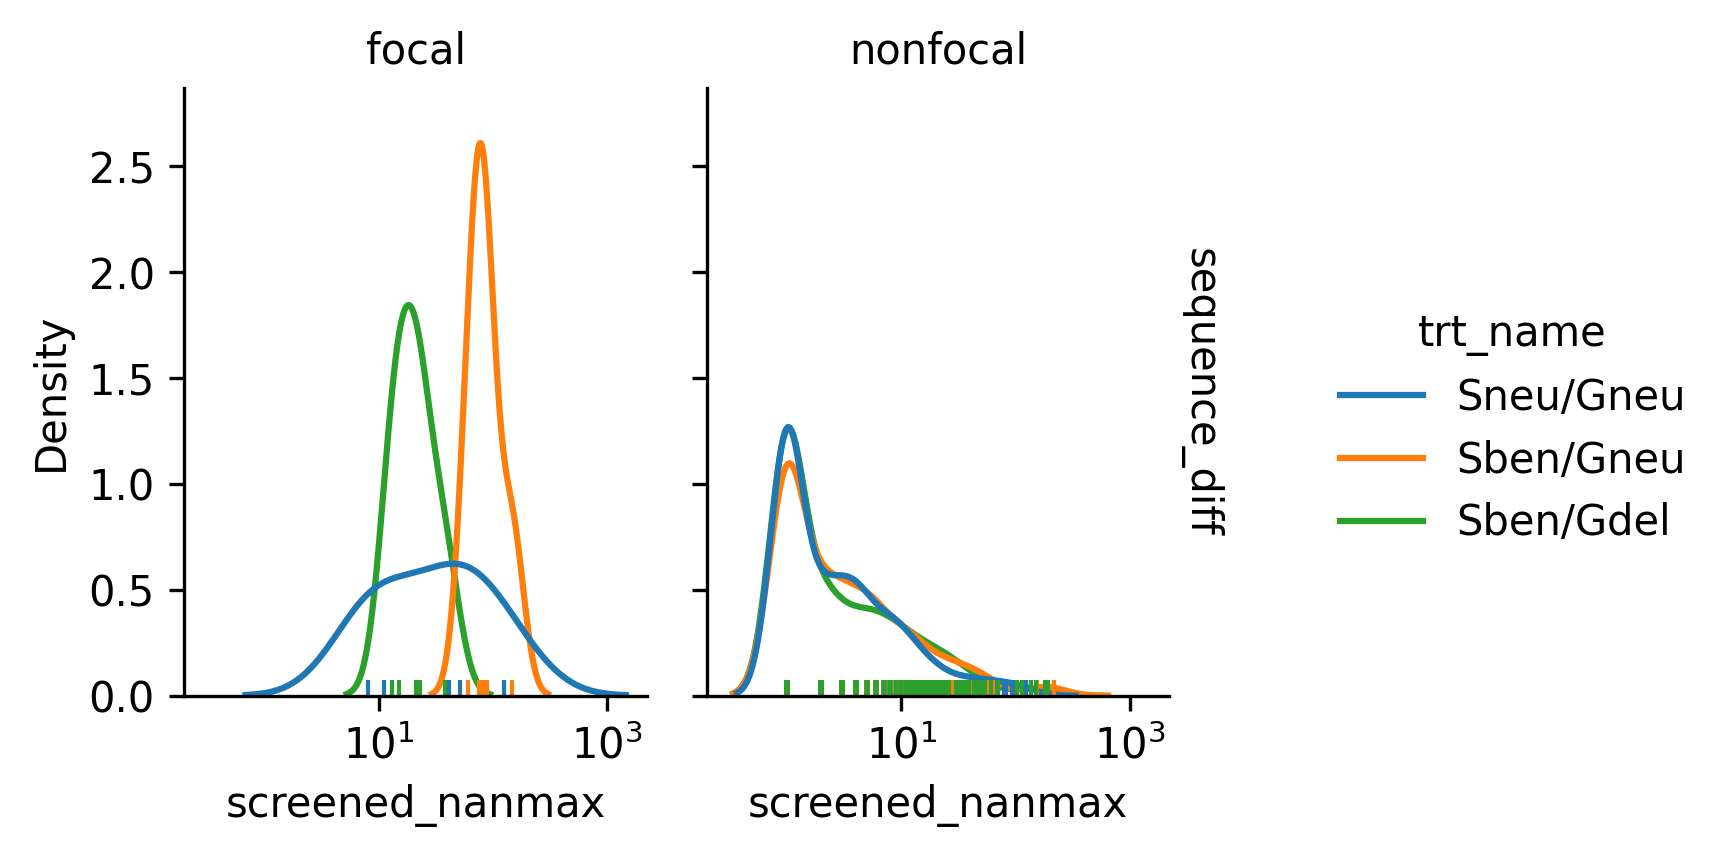 focal
nonfocal
Density
2.5
2.0
1.5
1.0
0.5
0.0
10¹
10³
10¹
10³
screened_nanmax
screened_nanmax
sequence_diff
trt_name
Sneu/Gneu
Sben/Gneu
Sben/Gdel